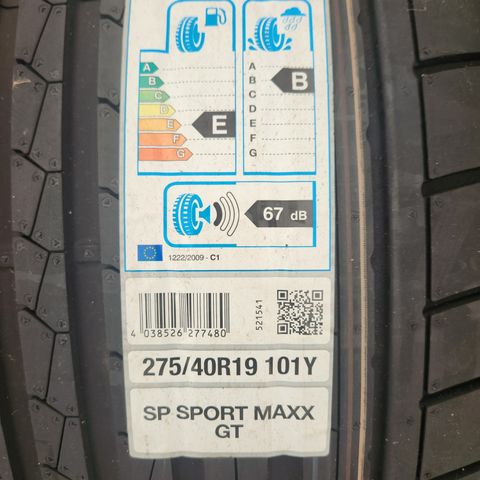 A
B
C
D
E
F
G
E
A
B
C
D
E
F
G
B
67 dB
1222/2009 - C1
4 038526 277480
521541
275/40R19 101Y
SP SPORT MAXX
GT